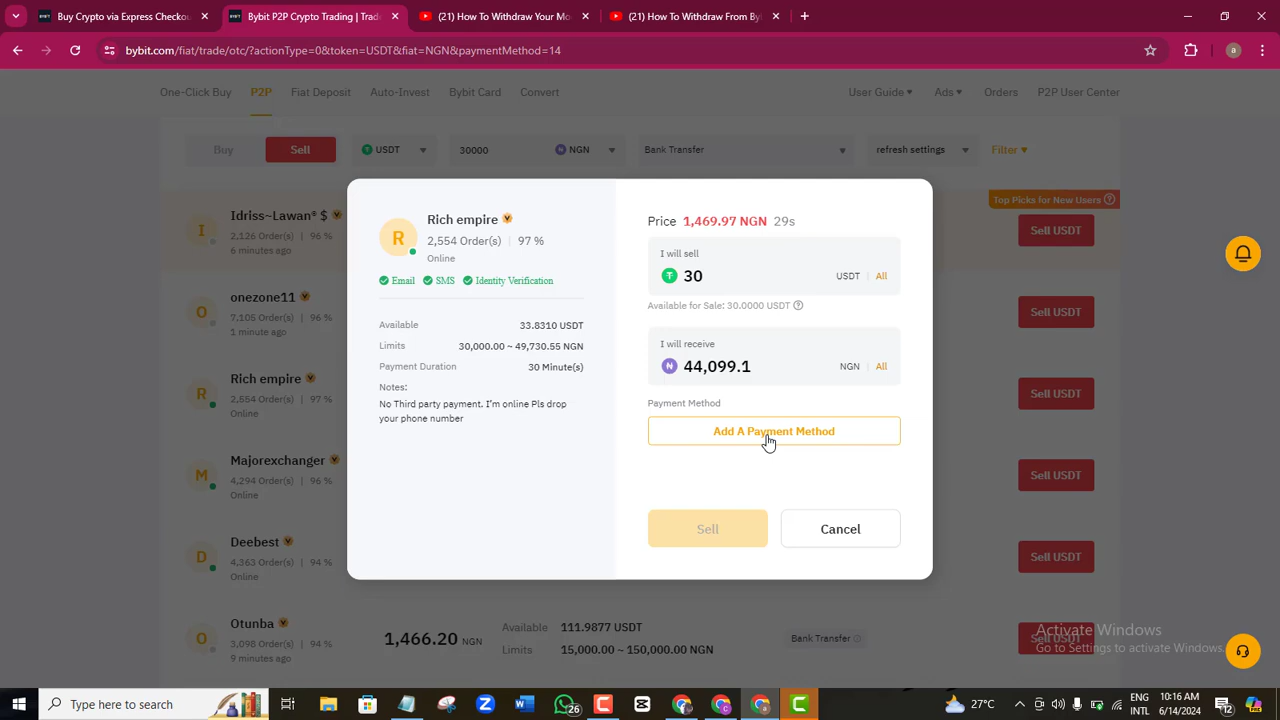 Buy Crypto via Express Checkou
Bybit P2P Crypto Trading | Trade
(21) How To Withdraw Your Mo
(21) How To Withdraw From By
bybit.com/fiat/trade/otc/?actionType=0&token=USDT&fiat=NGN&paymentMethod=14
a
One-Click Buy
P2P
Fiat Deposit
Auto-Invest
Bybit Card
Convert
User Guide
Ads
Orders
P2P User Center
Buy
Sell
USDT
30000
NGN
Bank Transfer
refresh settings
Filter
Top Picks for New Users
I
Idriss~Lawan® $
2,126 Order(s) | 96 %
6 minutes ago
Sell USDT
O
onezone11
7,105 Order(s) | 96 %
1 minute ago
Sell USDT
R
Rich empire
2,554 Order(s) | 97 %
Online
Sell USDT
M
Majorexchanger
4,294 Order(s) | 96 %
Online
Sell USDT
D
Deebest
4,363 Order(s) | 94 %
Online
Sell USDT
O
Otunba
3,098 Order(s) | 94 %
9 minutes ago
1,466.20 NGN
Available 111.9877 USDT
Limits 15,000.00 ~ 150,000.00 NGN
Bank Transfer
R
Rich empire
2,554 Order(s) | 97 %
Online
Email
SMS
Identity Verification
Available 33.8310 USDT
Limits 30,000.00 ~ 49,730.55 NGN
Payment Duration 30 Minute(s)
Notes:
No Third party payment. I'm online Pls drop
your phone number
Price 1,469.97 NGN 29s
I will sell
30 USDT | All
Available for Sale: 30.0000 USDT
I will receive
44,099.1 NGN | All
Payment Method
Add A Payment Method
Sell
Cancel
Activate Windows
Go to Settings to activate Windows.
Type here to search
26
27°C
ENG
INTL
10:16 AM
6/14/2024
12